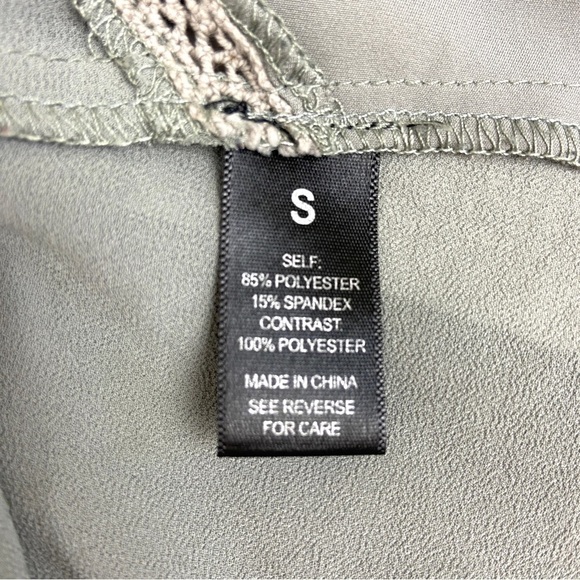 S
SELF:
85% POLYESTER
15% SPANDEX
CONTRAST
100% POLYESTER
MADE IN CHINA
SEE REVERSE
FOR CARE